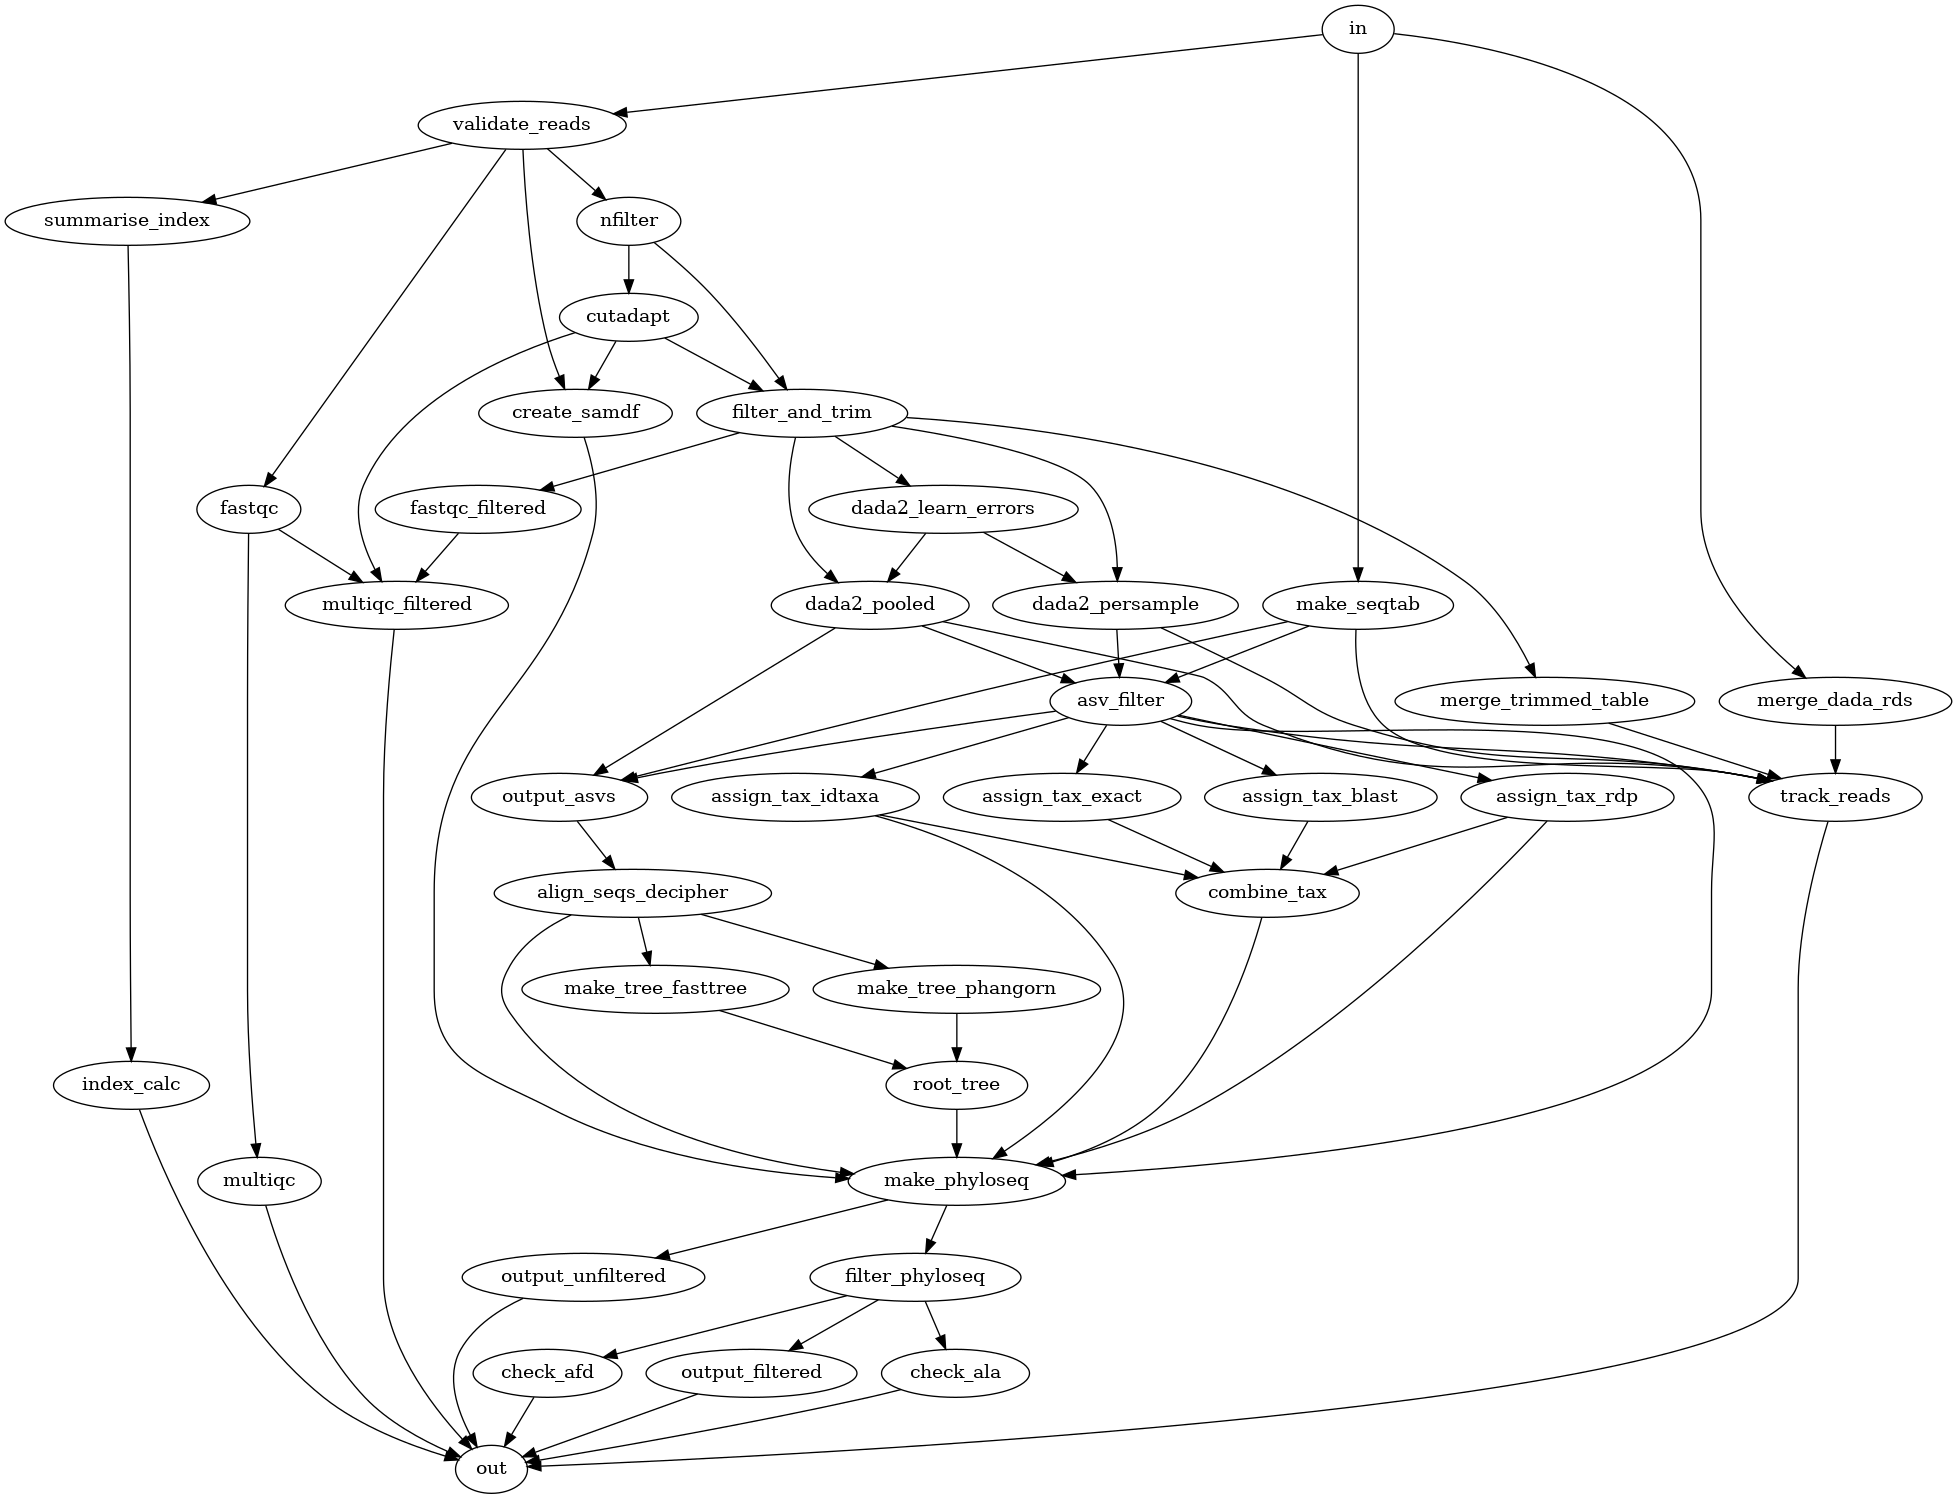 in
validate_reads
summarise_index
nfilter
cutadapt
create_samdf
filter_and_trim
fastqc
fastqc_filtered
dada2_learn_errors
multiqc_filtered
dada2_pooled
dada2_persample
make_seqtab
asv_filter
merge_trimmed_table
merge_dada_rds
output_asvs
assign_tax_idtaxa
assign_tax_exact
assign_tax_blast
assign_tax_rdp
track_reads
align_seqs_decipher
combine_tax
make_tree_fasttree
make_tree_phangorn
index_calc
root_tree
multiqc
make_phyloseq
output_unfiltered
filter_phyloseq
check_afd
output_filtered
check_ala
out